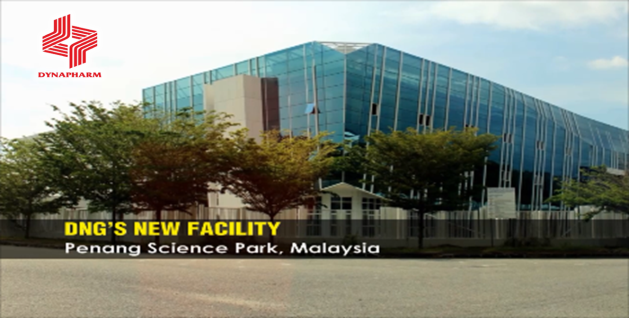 DYNAPHARM
DNG'S NEW FACILITY
Penang Science Park, Malaysia